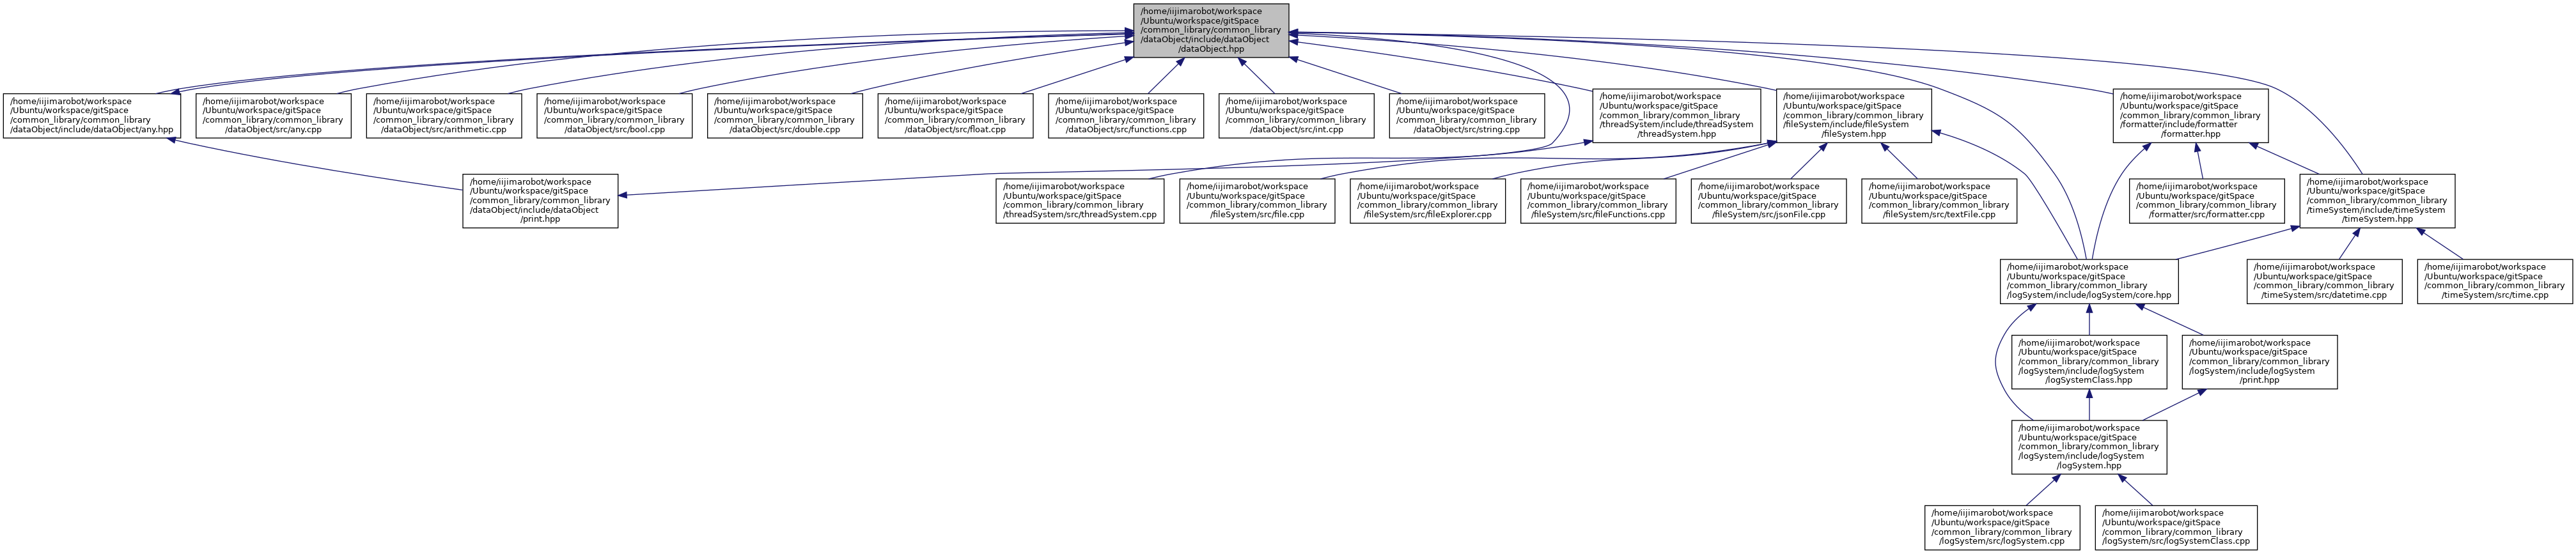 /home/iijimarobot/workspace
/Ubuntu/workspace/gitSpace
/common_library/common_library
/dataObject/include/dataObject
/dataObject.hpp
/home/iijimarobot/workspace
/Ubuntu/workspace/gitSpace
/common_library/common_library
/dataObject/include/dataObject/any.hpp
/home/iijimarobot/workspace
/Ubuntu/workspace/gitSpace
/common_library/common_library
/dataObject/src/any.cpp
/home/iijimarobot/workspace
/Ubuntu/workspace/gitSpace
/common_library/common_library
/dataObject/src/arithmetic.cpp
/home/iijimarobot/workspace
/Ubuntu/workspace/gitSpace
/common_library/common_library
/dataObject/src/bool.cpp
/home/iijimarobot/workspace
/Ubuntu/workspace/gitSpace
/common_library/common_library
/dataObject/src/double.cpp
/home/iijimarobot/workspace
/Ubuntu/workspace/gitSpace
/common_library/common_library
/dataObject/src/float.cpp
/home/iijimarobot/workspace
/Ubuntu/workspace/gitSpace
/common_library/common_library
/dataObject/src/functions.cpp
/home/iijimarobot/workspace
/Ubuntu/workspace/gitSpace
/common_library/common_library
/dataObject/src/int.cpp
/home/iijimarobot/workspace
/Ubuntu/workspace/gitSpace
/common_library/common_library
/dataObject/src/string.cpp
/home/iijimarobot/workspace
/Ubuntu/workspace/gitSpace
/common_library/common_library
/threadSystem/include/threadSystem
/threadSystem.hpp
/home/iijimarobot/workspace
/Ubuntu/workspace/gitSpace
/common_library/common_library
/fileSystem/include/fileSystem
/fileSystem.hpp
/home/iijimarobot/workspace
/Ubuntu/workspace/gitSpace
/common_library/common_library
/formatter/include/formatter
/formatter.hpp
/home/iijimarobot/workspace
/Ubuntu/workspace/gitSpace
/common_library/common_library
/dataObject/include/dataObject
/print.hpp
/home/iijimarobot/workspace
/Ubuntu/workspace/gitSpace
/common_library/common_library
/threadSystem/src/threadSystem.cpp
/home/iijimarobot/workspace
/Ubuntu/workspace/gitSpace
/common_library/common_library
/fileSystem/src/file.cpp
/home/iijimarobot/workspace
/Ubuntu/workspace/gitSpace
/common_library/common_library
/fileSystem/src/fileExplorer.cpp
/home/iijimarobot/workspace
/Ubuntu/workspace/gitSpace
/common_library/common_library
/fileSystem/src/fileFunctions.cpp
/home/iijimarobot/workspace
/Ubuntu/workspace/gitSpace
/common_library/common_library
/fileSystem/src/jsonFile.cpp
/home/iijimarobot/workspace
/Ubuntu/workspace/gitSpace
/common_library/common_library
/fileSystem/src/textFile.cpp
/home/iijimarobot/workspace
/Ubuntu/workspace/gitSpace
/common_library/common_library
/formatter/src/formatter.cpp
/home/iijimarobot/workspace
/Ubuntu/workspace/gitSpace
/common_library/common_library
/timeSystem/include/timeSystem
/timeSystem.hpp
/home/iijimarobot/workspace
/Ubuntu/workspace/gitSpace
/common_library/common_library
/logSystem/include/logSystem/core.hpp
/home/iijimarobot/workspace
/Ubuntu/workspace/gitSpace
/common_library/common_library
/timeSystem/src/datetime.cpp
/home/iijimarobot/workspace
/Ubuntu/workspace/gitSpace
/common_library/common_library
/timeSystem/src/time.cpp
/home/iijimarobot/workspace
/Ubuntu/workspace/gitSpace
/common_library/common_library
/logSystem/include/logSystem
/logSystemClass.hpp
/home/iijimarobot/workspace
/Ubuntu/workspace/gitSpace
/common_library/common_library
/logSystem/include/logSystem
/print.hpp
/home/iijimarobot/workspace
/Ubuntu/workspace/gitSpace
/common_library/common_library
/logSystem/include/logSystem
/logSystem.hpp
/home/iijimarobot/workspace
/Ubuntu/workspace/gitSpace
/common_library/common_library
/logSystem/src/logSystem.cpp
/home/iijimarobot/workspace
/Ubuntu/workspace/gitSpace
/common_library/common_library
/logSystem/src/logSystemClass.cpp